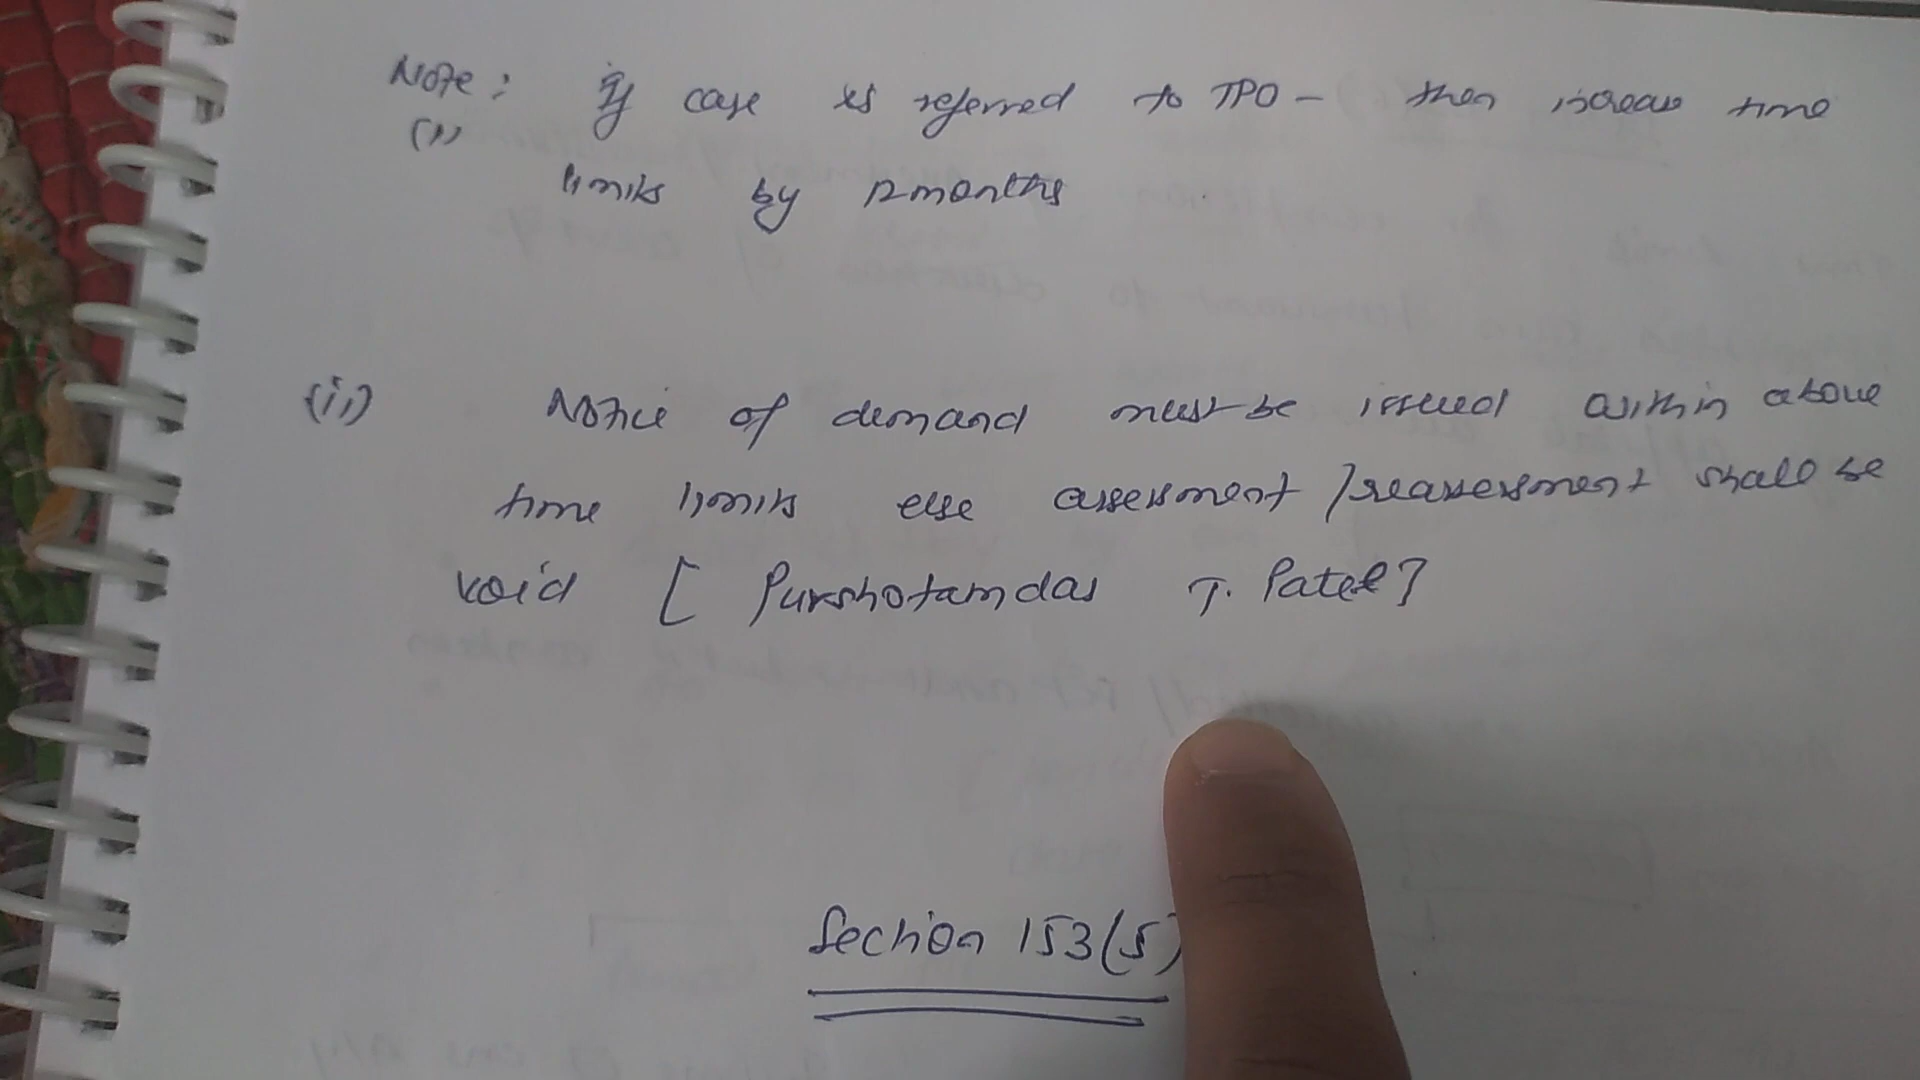 Note: If case is referred to TPO - then increase time
(i)
limits by 12 months
(ii) Notice of demand must be issued within above
time limits else assessment / reassessment shall be
void [Purshotamdas T. Patel]
Section 153(5)